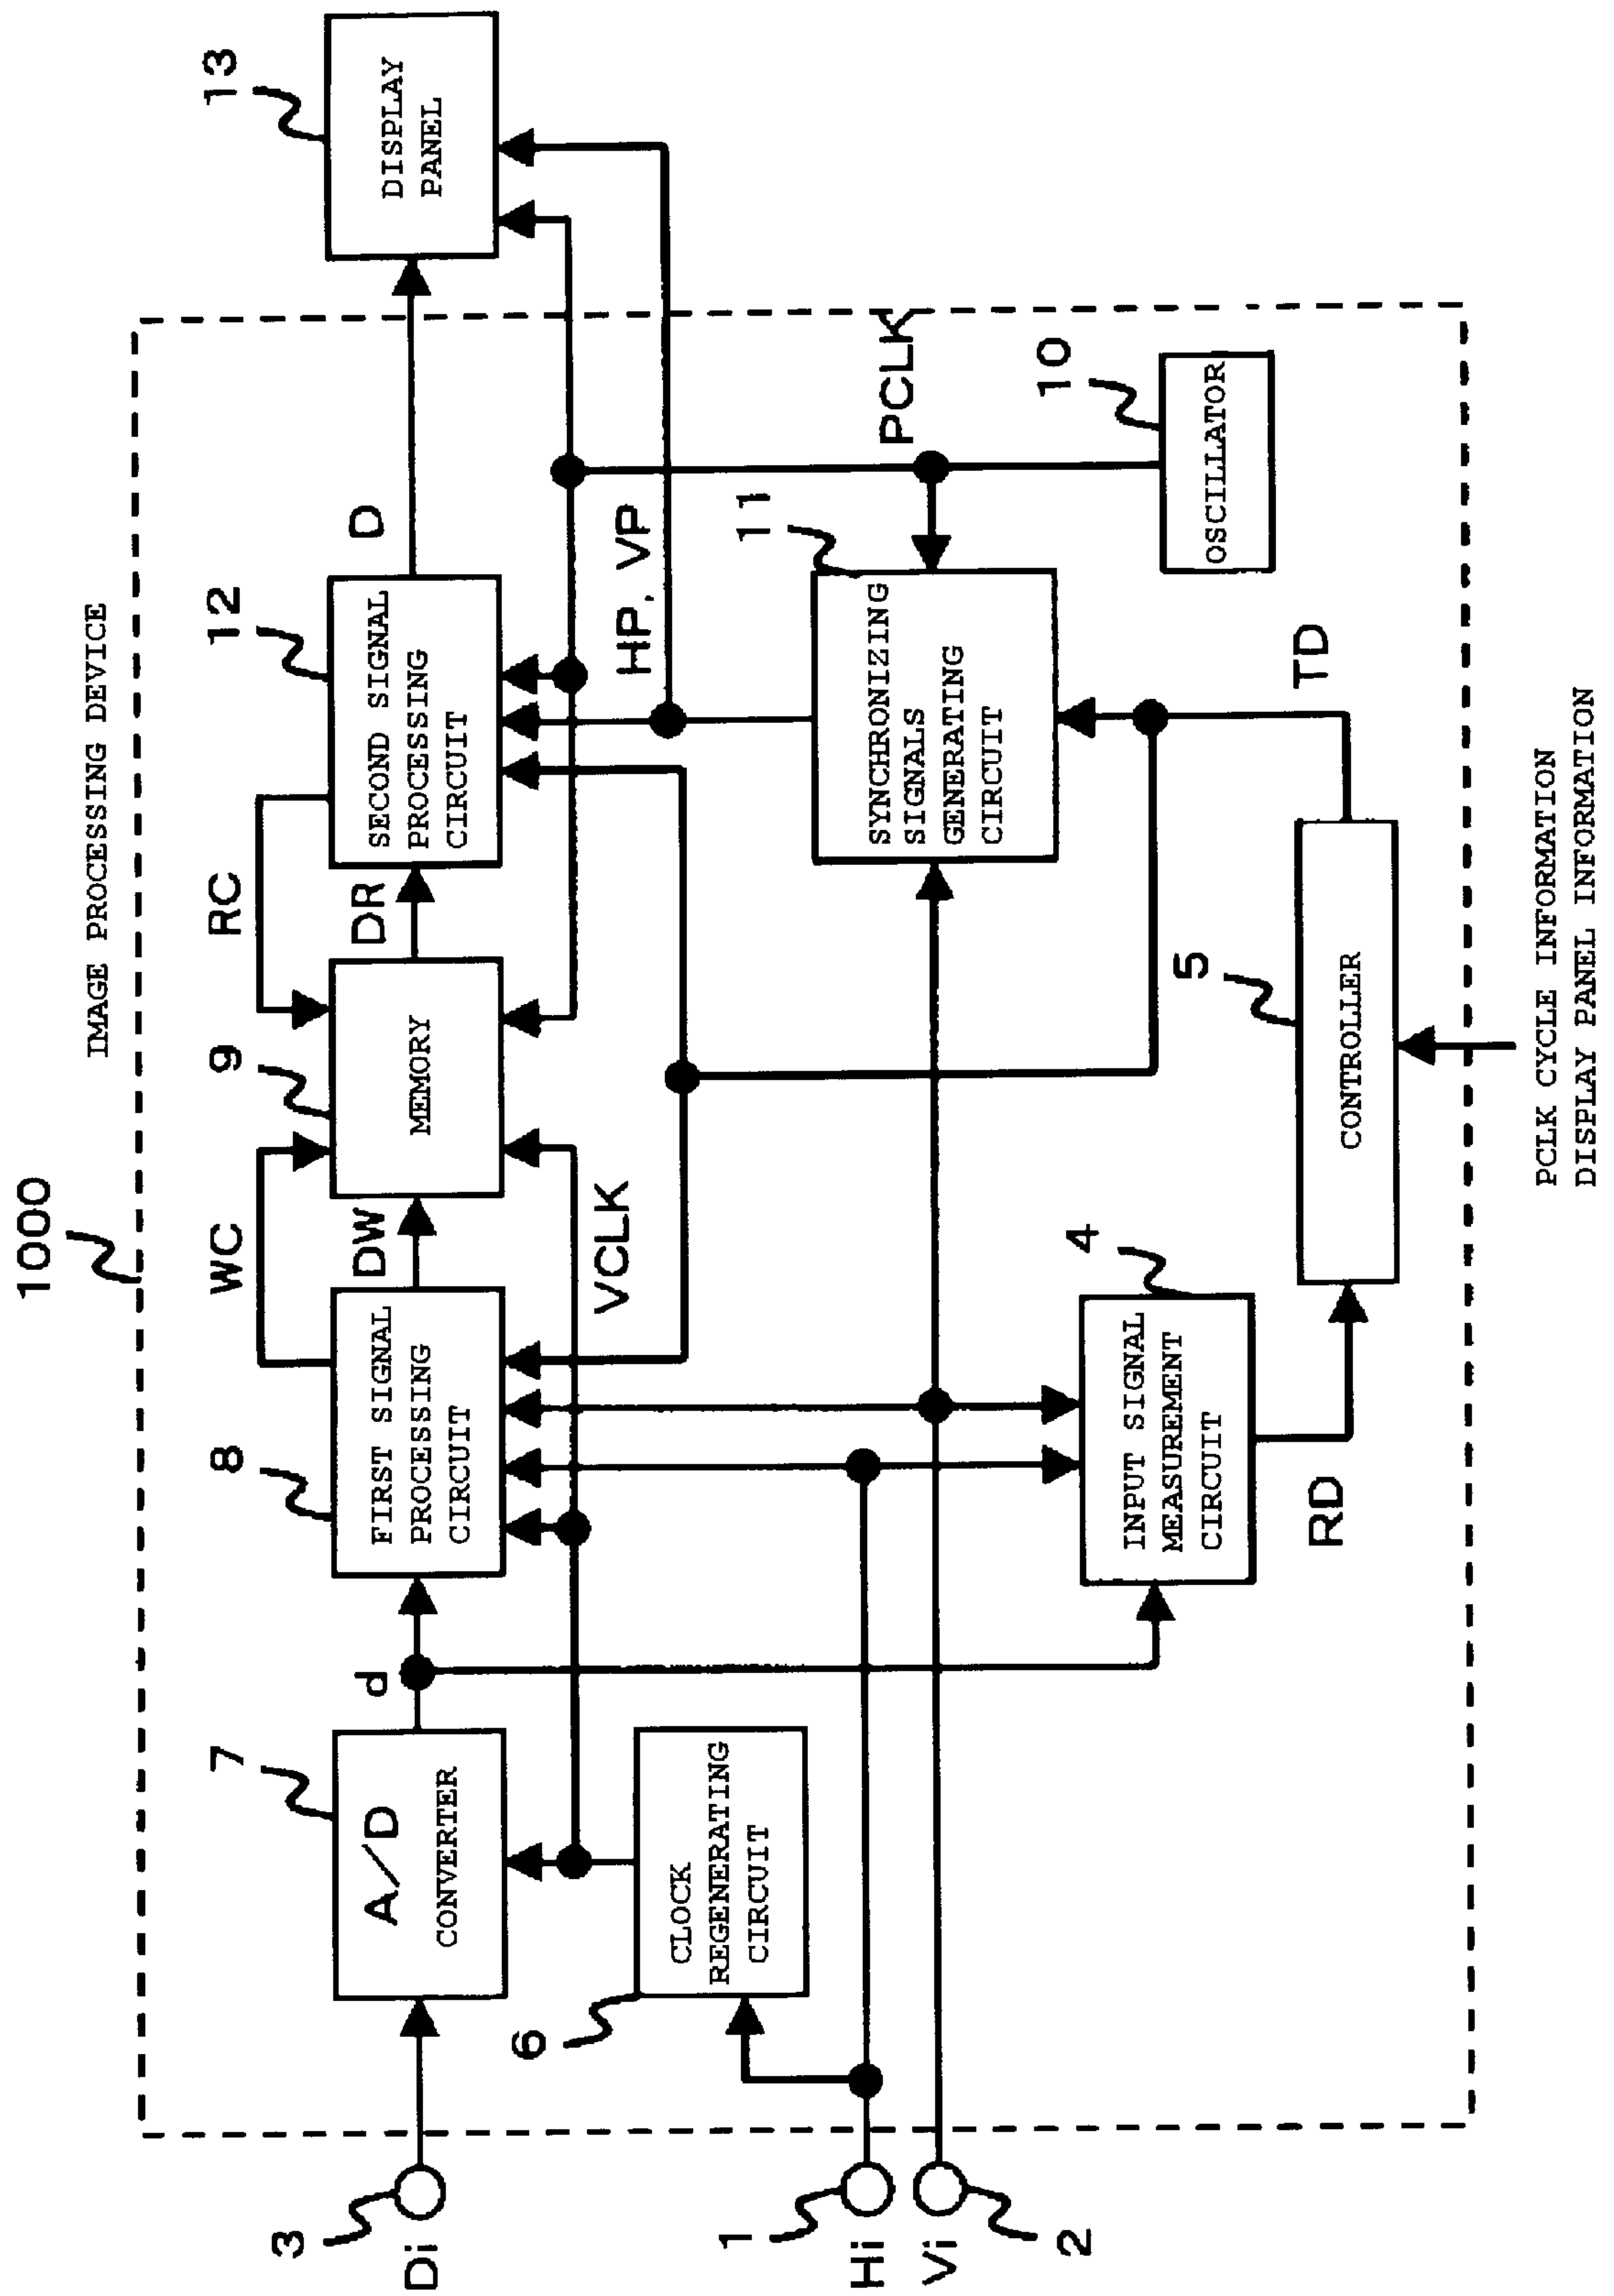 1000
IMAGE PROCESSING DEVICE
3
Di
7
A/D
CONVERTER
d
8
FIRST SIGNAL
PROCESSING
CIRCUIT
WC
DW
9
MEMORY
RC
DR
12
SECOND SIGNAL
PROCESSING
CIRCUIT
D
13
DISPLAY
PANEL
VCLK
HP, VP
6
CLOCK
REGENERATING
CIRCUIT
11
SYNCHRONIZING
SIGNALS
GENERATING
CIRCUIT
PCLK
10
OSCILLATOR
1
Hi
Vi
2
4
INPUT SIGNAL
MEASUREMENT
CIRCUIT
RD
5
CONTROLLER
TD
PCLK CYCLE INFORMATION
DISPLAY PANEL INFORMATION